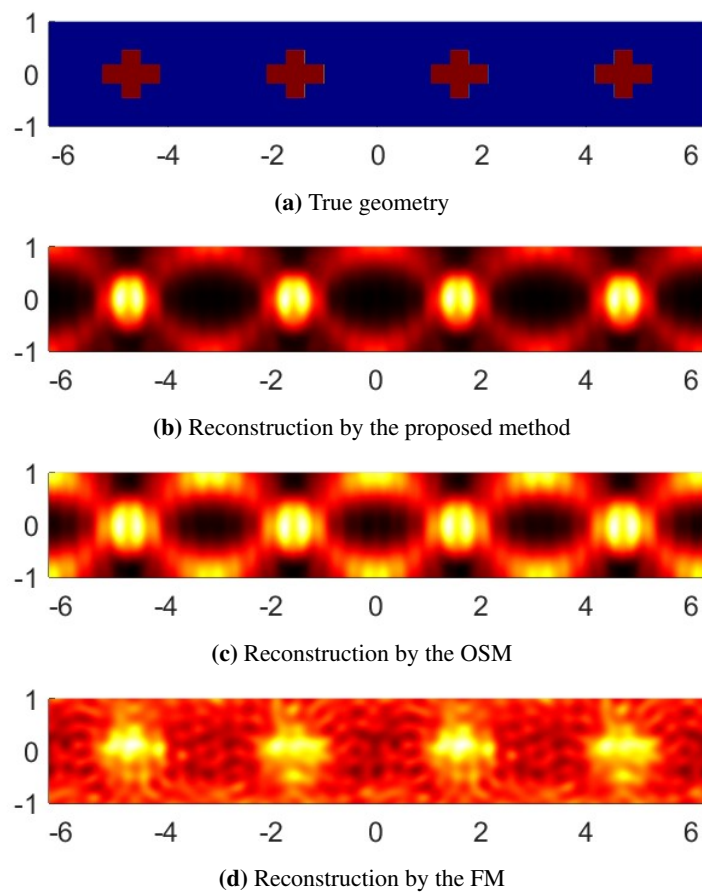 1
0
-1
-6 -4 -2 0 2 4 6
(a) True geometry
1
0
-1
-6 -4 -2 0 2 4 6
(b) Reconstruction by the proposed method
1
0
-1
-6 -4 -2 0 2 4 6
(c) Reconstruction by the OSM
1
0
-1
-6 -4 -2 0 2 4 6
(d) Reconstruction by the FM